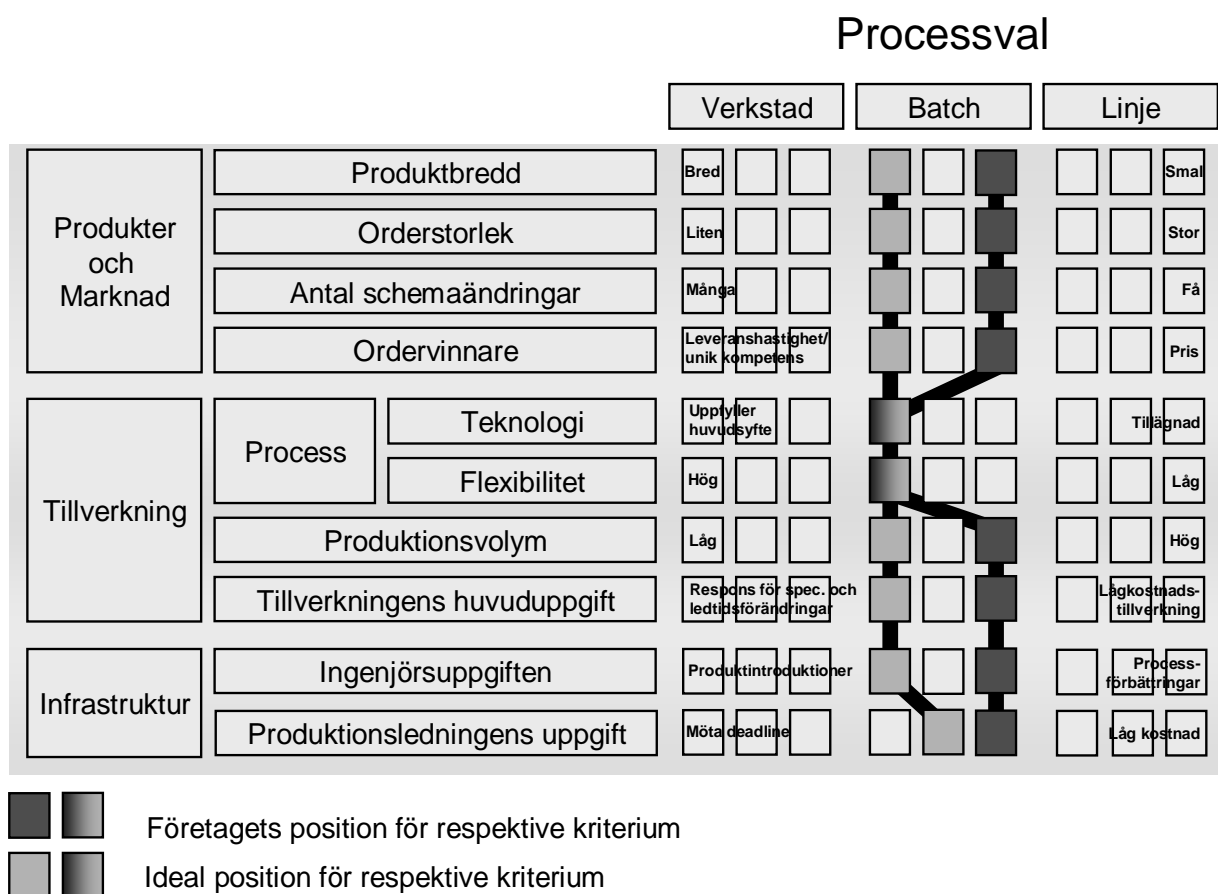 Processval
Verkstad
Batch
Linje
Produkter
och
Marknad
Produktbredd
Bred
Smal
Orderstorlek
Liten
Stor
Antal schemaändringar
Många
Få
Ordervinnare
Leveranshastighet/
unik kompetens
Pris
Tillverkning
Process
Teknologi
Uppfyller
huvudsyfte
Tillägnad
Flexibilitet
Hög
Låg
Produktionsvolym
Låg
Hög
Tillverkningens huvuduppgift
Respons för spec. och
ledtidsförändringar
Lågkostnads-
tillverkning
Infrastruktur
Ingenjörsuppgiften
Produktintroduktioner
Process-
förbättringar
Produktionsledningens uppgift
Möta deadline
Låg kostnad
Företagets position för respektive kriterium
Ideal position för respektive kriterium